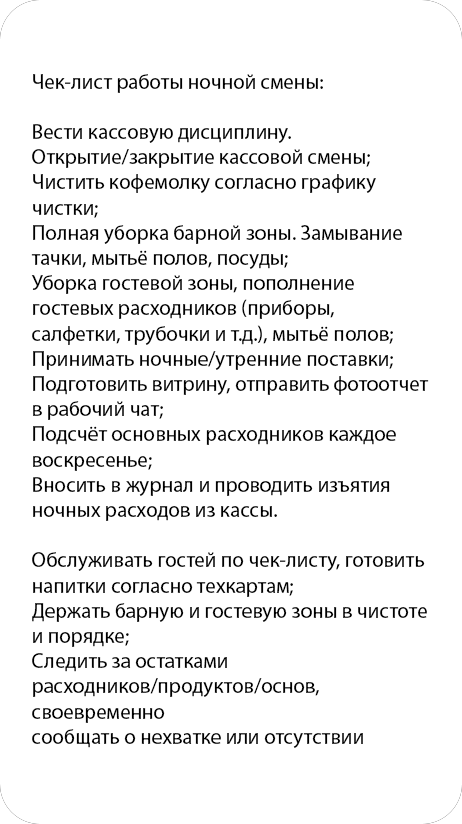 Чек-лист работы ночной смены:
Вести кассовую дисциплину.
Открытие/закрытие кассовой смены;
Чистить кофемолку согласно графику
чистки;
Полная уборка барной зоны. Замывание
тачки, мытьё полов, посуды;
Уборка гостевой зоны, пополнение
гостевых расходников (приборы,
салфетки, трубочки и т.д.), мытьё полов;
Принимать ночные/утренние поставки;
Подготовить витрину, отправить фотоотчет
в рабочий чат;
Подсчёт основных расходников каждое
воскресенье;
Вносить в журнал и проводить изъятия
ночных расходов из кассы.
Обслуживать гостей по чек-листу, готовить
напитки согласно техкартам;
Держать барную и гостевую зоны в чистоте
и порядке;
Следить за остатками
расходников/продуктов/основ,
своевременно
сообщать о нехватке или отсутствии